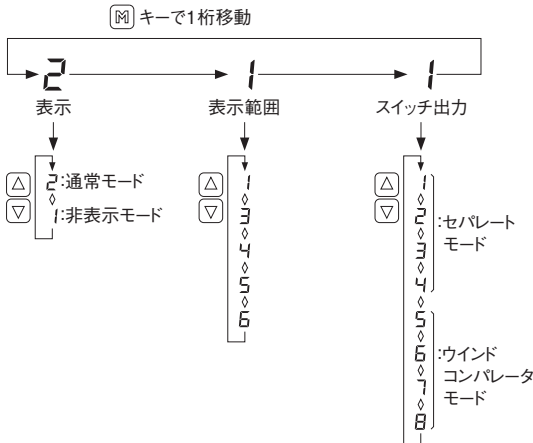 M キーで1桁移動
2 1 1
表示 表示範囲 スイッチ出力
2:通常モード
1:非表示モード
1
3
4
5
6
1
2
3
4
:セパレート
モード
5
6
7
8
:ウインド
コンパレータ
モード